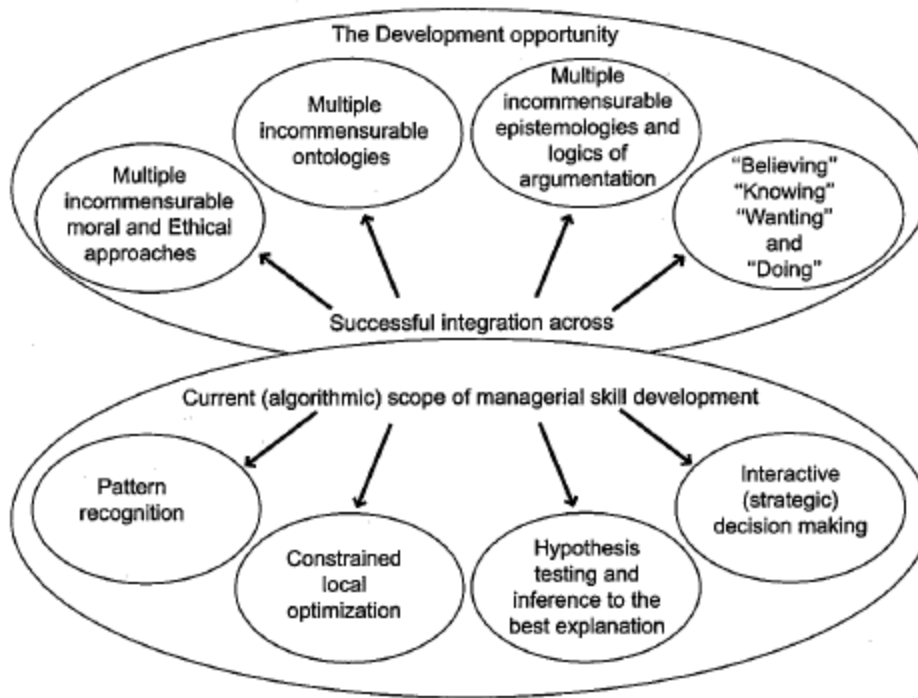 The Development opportunity
Multiple
incommensurable
moral and Ethical
approaches
Multiple
incommensurable
ontologies
Multiple
incommensurable
epistemologies and
logics of
argumentation
“Believing”
“Knowing”
“Wanting”
and
“Doing”
Successful integration across
Current (algorithmic) scope of managerial skill development
Pattern
recognition
Constrained
local
optimization
Hypothesis
testing and
inference to the
best explanation
Interactive
(strategic)
decision making